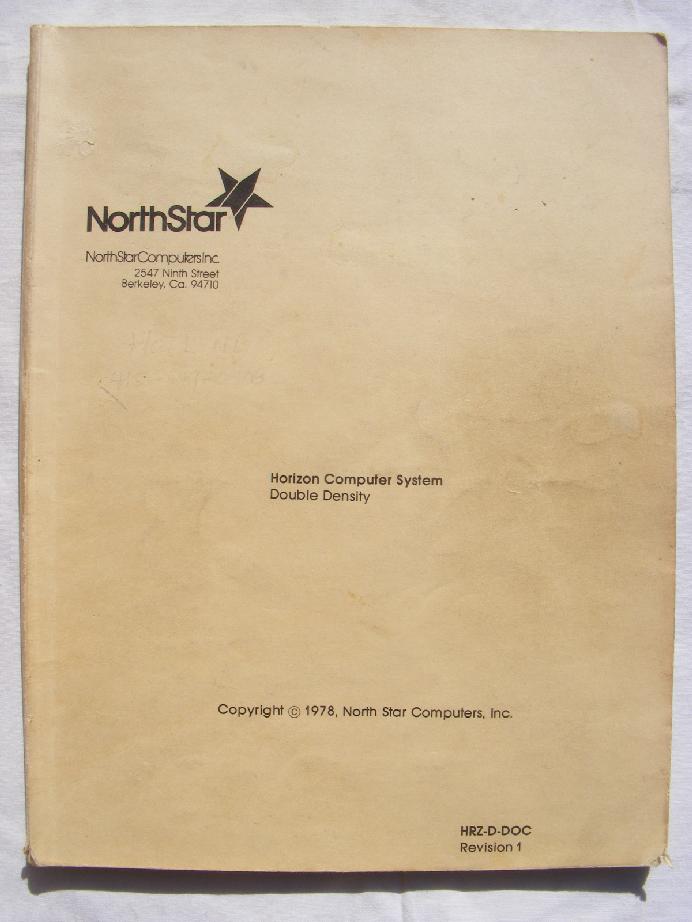 NorthStar
NorthStarComputersInc.
2547 Ninth Street
Berkeley, Ca. 94710
Horizon Computer System
Double Density
Copyright © 1978, North Star Computers, Inc.
HRZ-D-DOC
Revision 1